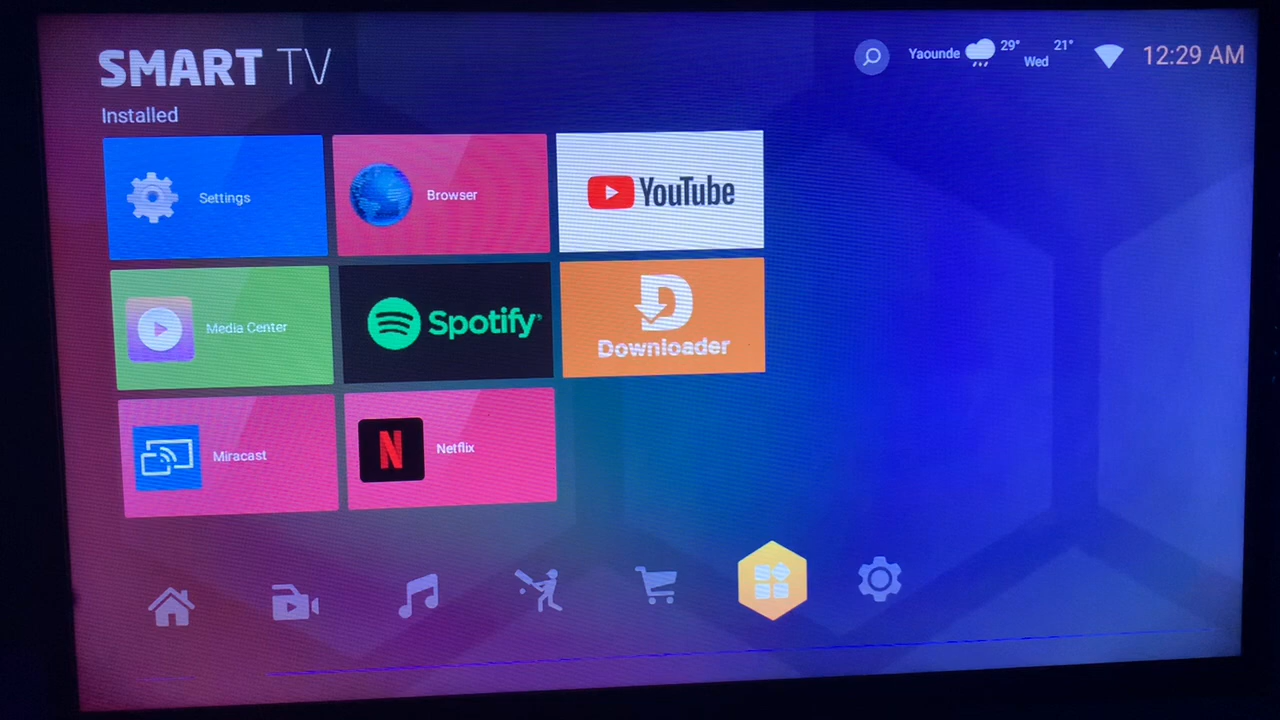 SMART TV
Yaounde 29° Wed 21° 12:29 AM
Installed
Settings
Browser
YouTube
Media Center
Spotify
Downloader
Miracast
N Netflix